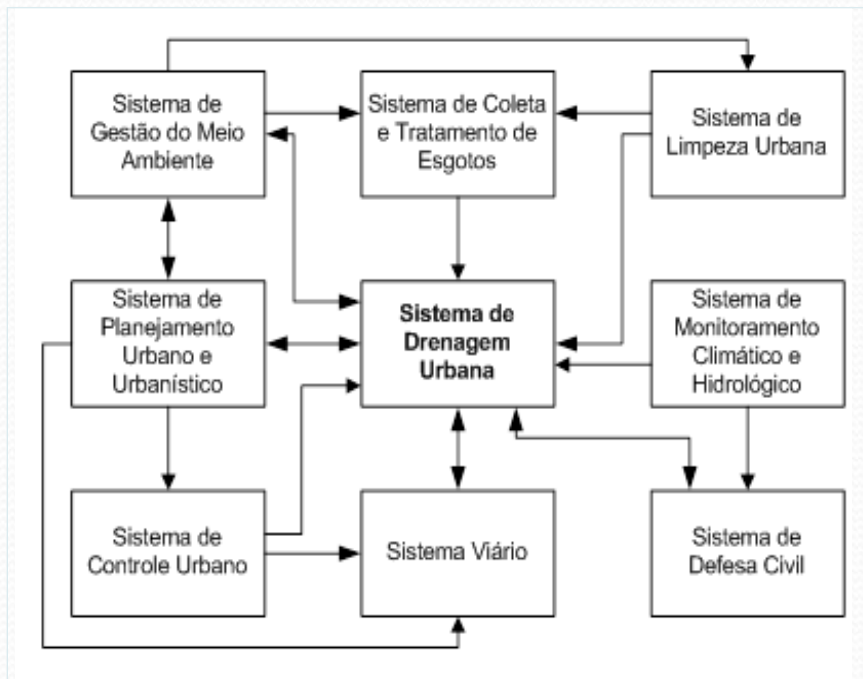 Sistema de
Gestão do Meio
Ambiente
Sistema de Coleta
e Tratamento de
Esgotos
Sistema de
Limpeza Urbana
Sistema de
Planejamento
Urbano e
Urbanístico
Sistema de
Drenagem
Urbana
Sistema de
Monitoramento
Climático e
Hidrológico
Sistema de
Controle Urbano
Sistema Viário
Sistema de
Defesa Civil